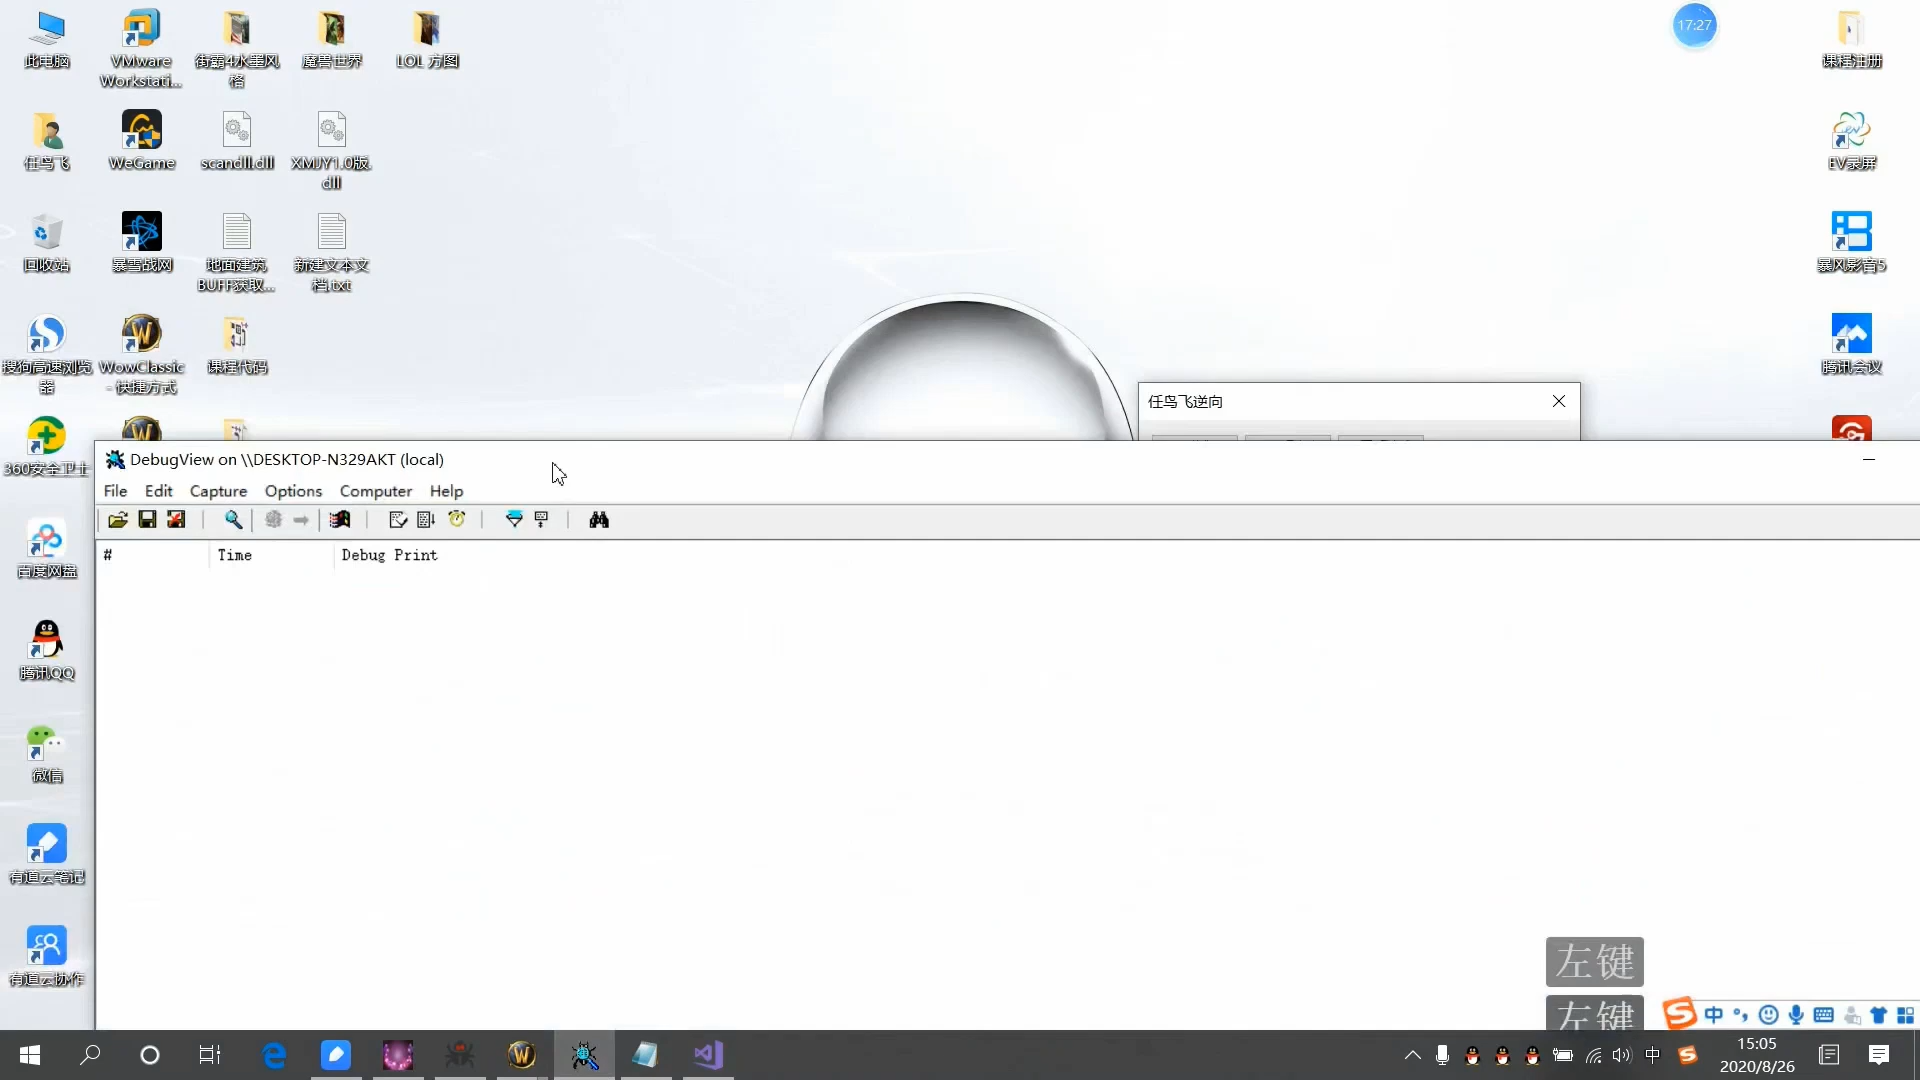 此电脑
VMware
Workstati...
街霸4水墨风
格
魔兽世界
LOL 方图
17:27
课程注册
任鸟飞
WeGame
scandll.dll
XMJY1.0版.
dll
EV录屏
回收站
暴雪战网
地面建筑,
BUFF获取...
新建文本文
档.txt
暴风影音5
搜狗高速浏览
器
WowClassic
- 快捷方式
课程代码
腾讯会议
任鸟飞逆向
360安全卫士
DebugView on \\DESKTOP-N329AKT (local)
File Edit Capture Options Computer Help
# Time Debug Print
百度网盘
腾讯QQ
微信
有道云笔记
有道云协作
左键
左键
中
中
15:05
2020/8/26